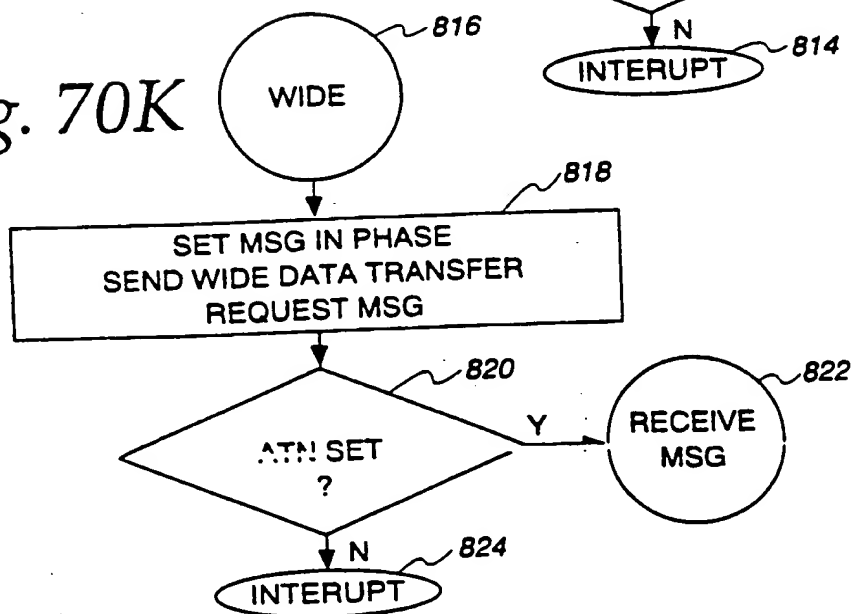 816
N
814
INTERUPT
g. 70K
WIDE
818
SET MSG IN PHASE
SEND WIDE DATA TRANSFER
REQUEST MSG
820
822
ATN SET
?
Y
RECEIVE
MSG
N
824
INTERUPT